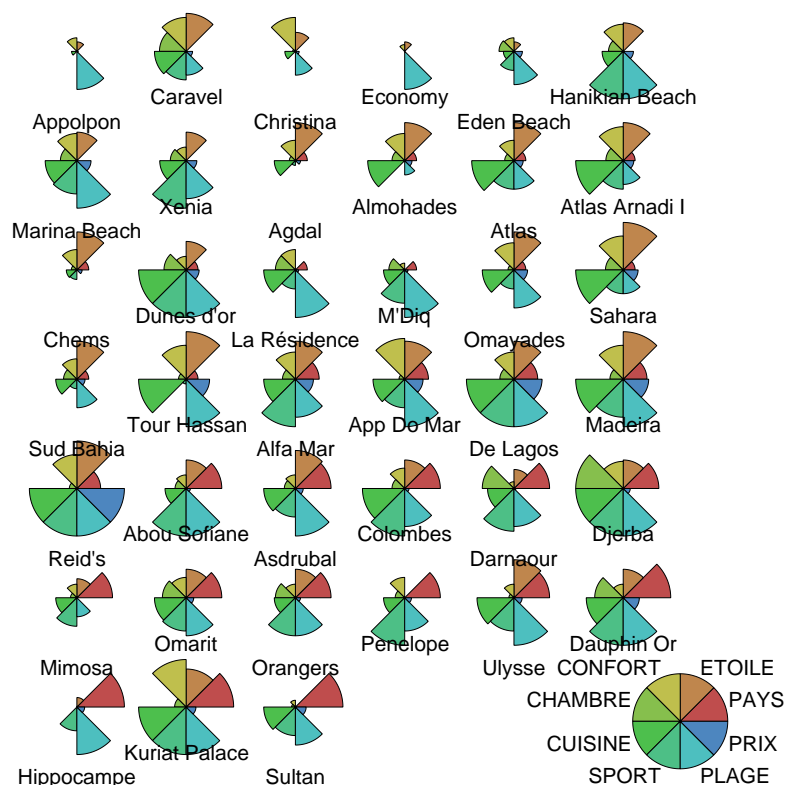 Caravel
Economy
Hanikian Beach
Appolpon
Christina
Eden Beach
Xenia
Almohades
Atlas Arnadi I
Marina Beach
Agdal
Atlas
Dunes d'or
M'Diq
Sahara
Chems
La Résidence
Omayades
Tour Hassan
App Do Mar
Madeira
Sud Bahia
Alfa Mar
De Lagos
Abou Sofiane
Colombes
Djerba
Reid's
Asdrubal
Darnaour
Omarit
Penelope
Dauphin Or
Mimosa
Orangers
Ulysse
CONFORT
ETOILE
CHAMBRE
PAYS
CUISINE
PRIX
Kuriat Palace
SPORT
PLAGE
Hippocampe
Sultan